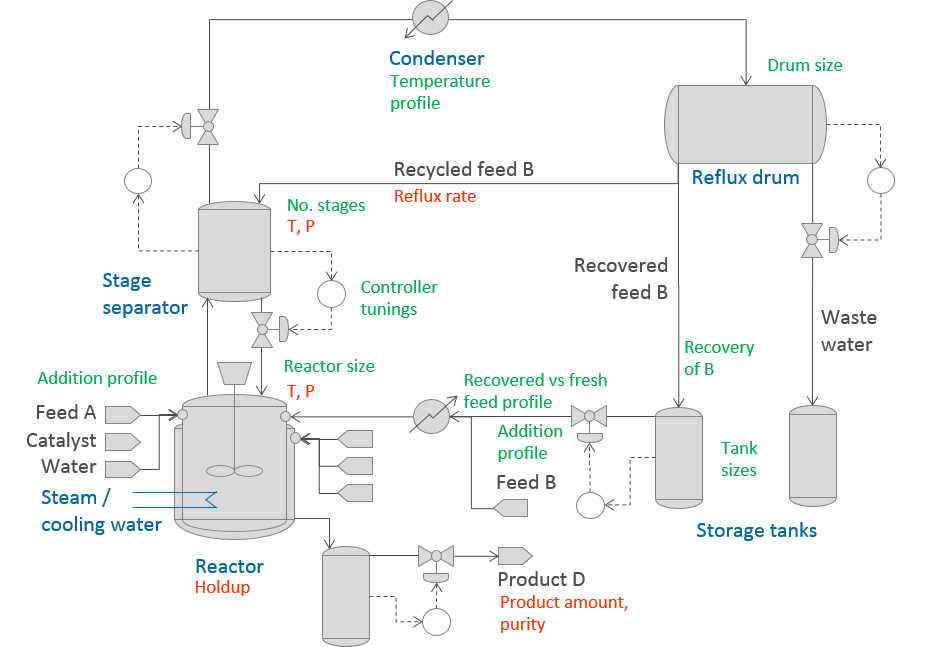 Condenser
Temperature
profile
Drum size
Recycled feed B
Reflux rate
Reflux drum
No. stages
T, P
Stage
separator
Controller
tunings
Recovered
feed B
Waste
water
Recovery
of B
Reactor size
T, P
Addition profile
Recovered vs fresh
feed profile
Feed A
Catalyst
Water
Addition
profile
Feed B
Tank
sizes
Steam /
cooling water
Storage tanks
Reactor
Holdup
Product D
Product amount,
purity